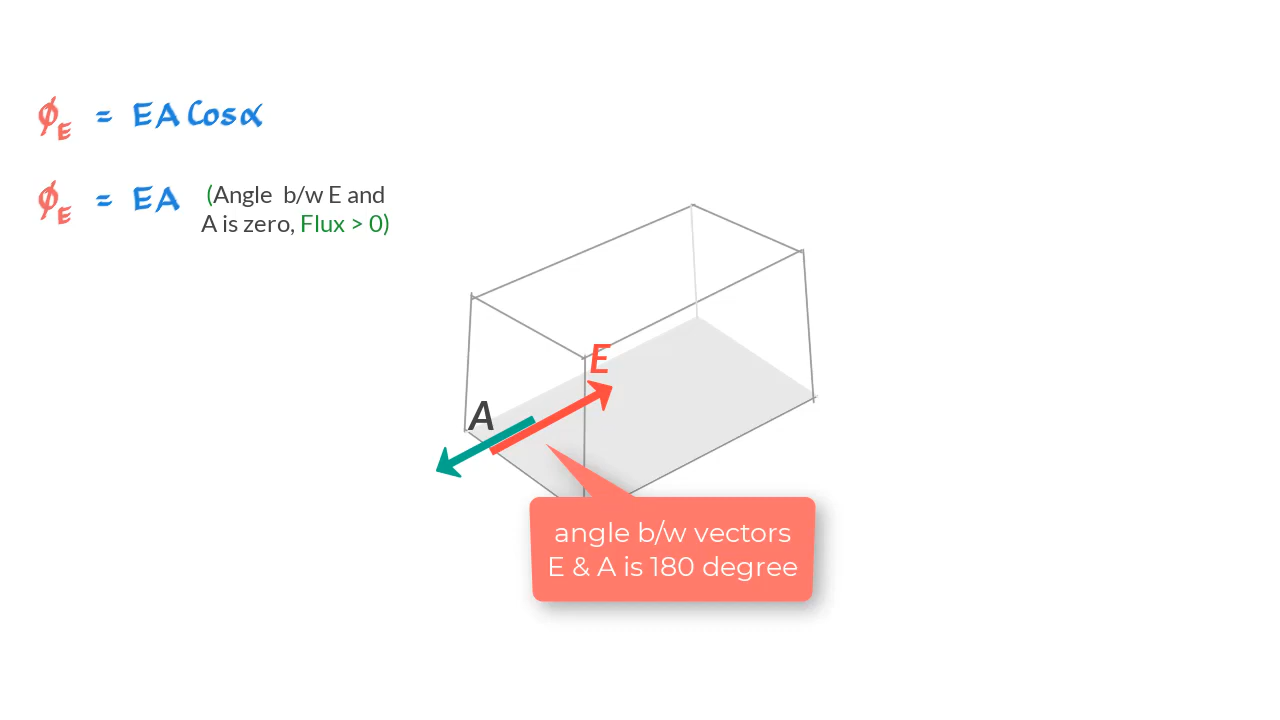 ϕE = EA Cosα
ϕE = EA (Angle b/w E and
A is zero, Flux > 0)
E
A
angle b/w vectors
E & A is 180 degree